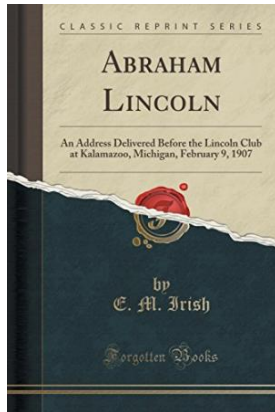 CLASSIC REPRINT SERIES
ABRAHAM
LINCOLN
An Address Delivered Before the Lincoln Club
at Kalamazoo, Michigan, February 9, 1907
by
E. M. Irish
Forgotten Books